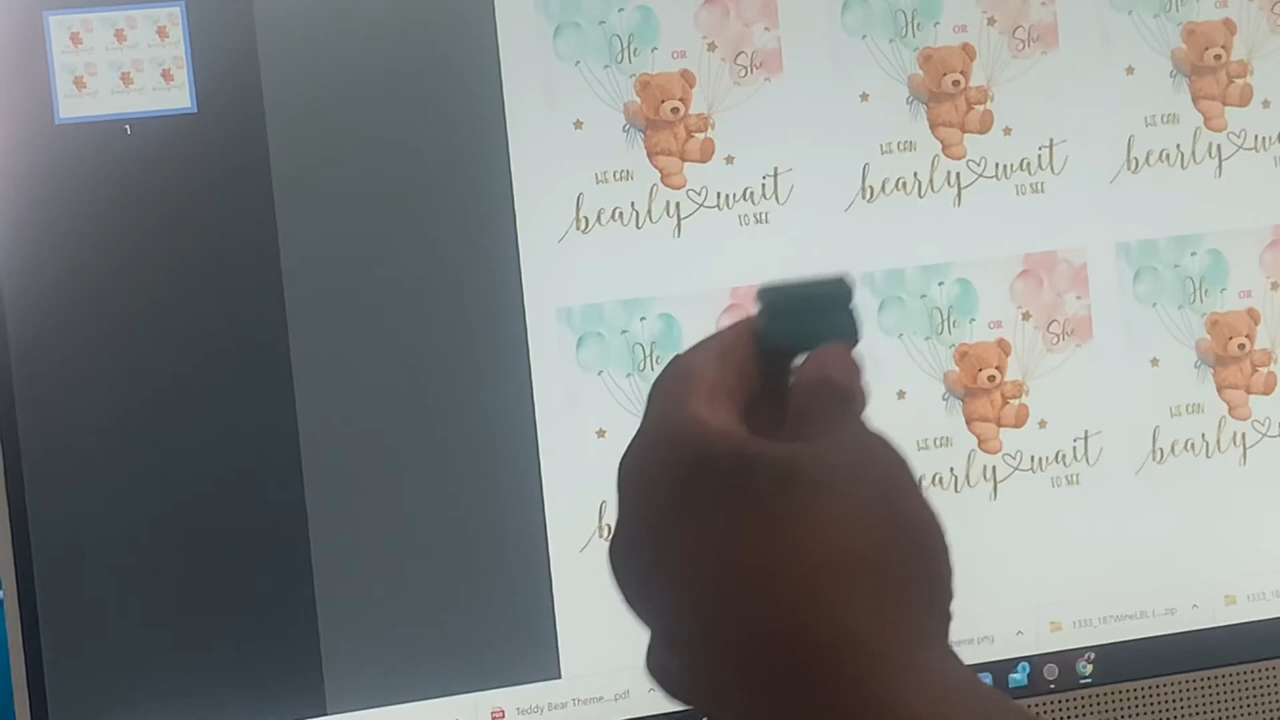 He OR She
WE CAN
bearly wait
TO SEE
He OR She
WE CAN
bearly wait
TO SEE
He OR
WE CAN
bearly
He
He OR She
WE CAN
wait
TO SEE
He OR
WE CAN
bearly
1
Teddy Bear Theme....pdf
1333_187WineLBL (....zip